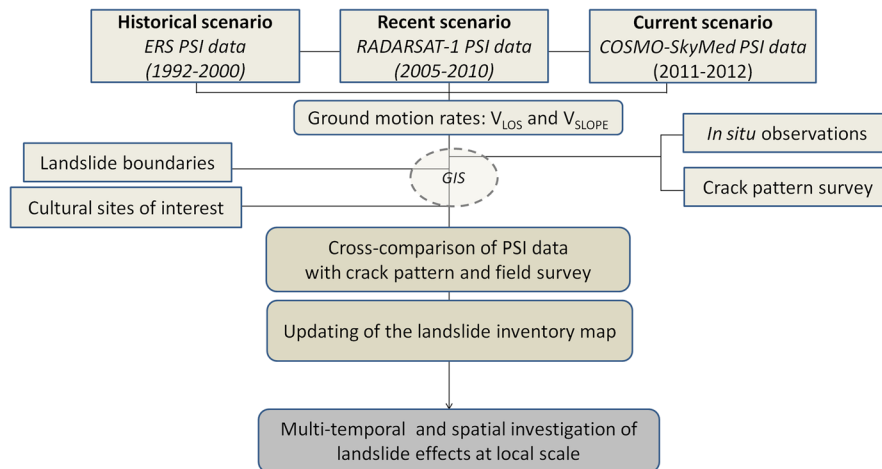 Historical scenario
ERS PSI data
(1992-2000)
Recent scenario
RADARSAT-1 PSI data
(2005-2010)
Current scenario
COSMO-SkyMed PSI data
(2011-2012)
Ground motion rates: VLOS and VSLOPE
In situ observations
Landslide boundaries
GIS
Crack pattern survey
Cultural sites of interest
Cross-comparison of PSI data
with crack pattern and field survey
Updating of the landslide inventory map
Multi-temporal and spatial investigation of
landslide effects at local scale